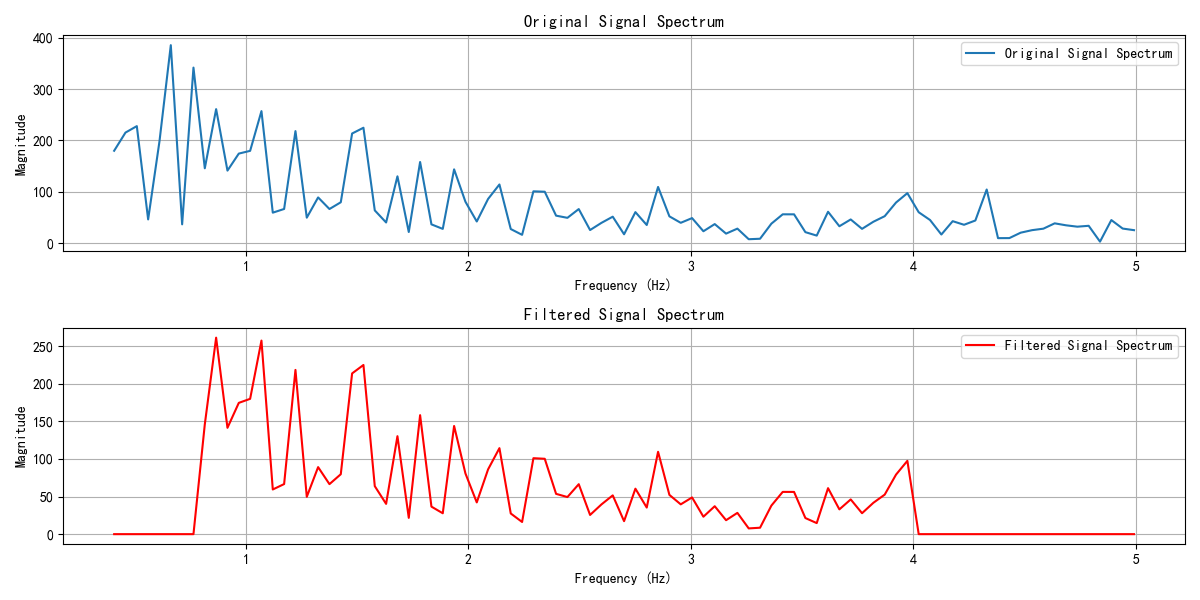 Original Signal Spectrum
400
300
200
100
0
Magnitude
Original Signal Spectrum
1
2
3
4
5
Frequency (Hz)
Filtered Signal Spectrum
250
200
150
100
50
0
Magnitude
Filtered Signal Spectrum
1
2
3
4
5
Frequency (Hz)